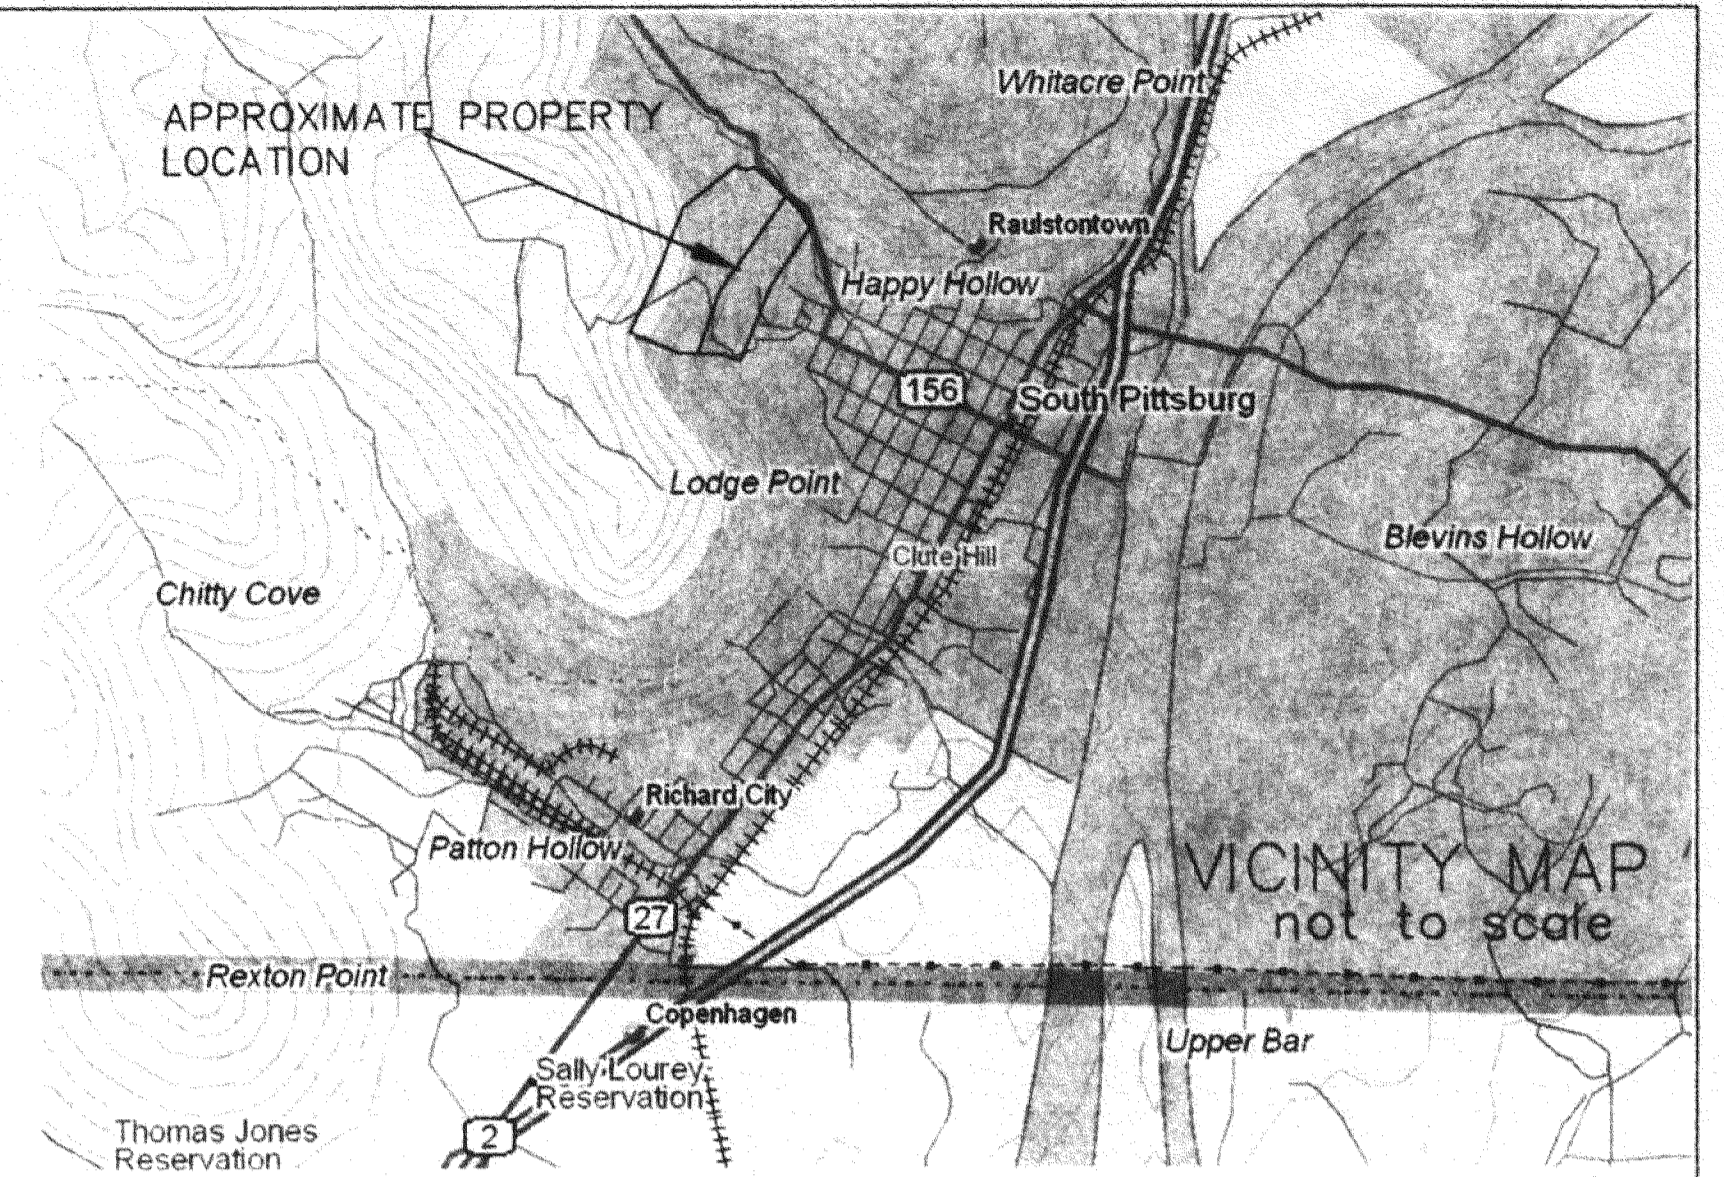 Whitacre Point
APPROXIMATE PROPERTY
LOCATION
Raulstontown
Happy Hollow
156
South Pittsburg
Lodge Point
Blevins Hollow
Clute Hill
Chitty Cove
Richard City
Patton Hollow
VICINITY MAP
not to scale
27
Rexton Point
Copenhagen
Upper Bar
Sally Lourey
Reservation
2
Thomas Jones
Reservation